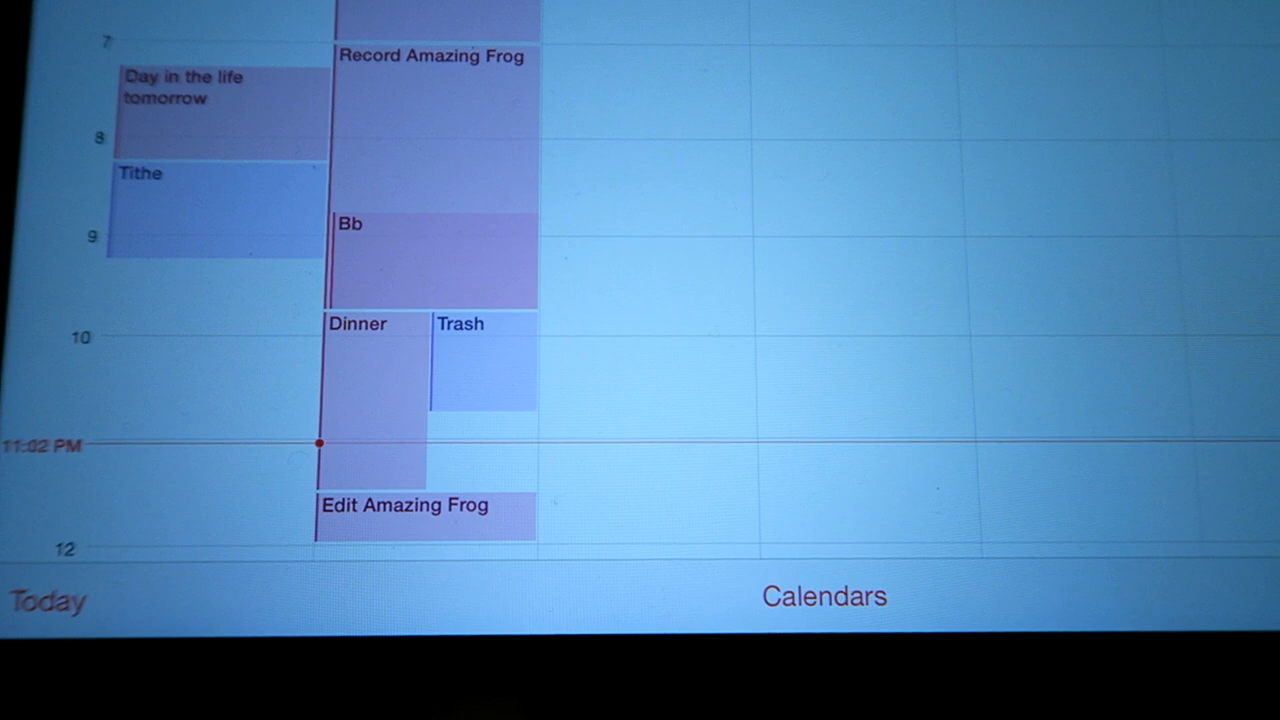 7
Record Amazing Frog
Day in the life
tomorrow
8
Tithe
Bb
9
Dinner
Trash
10
11:02 PM
Edit Amazing Frog
12
Today
Calendars